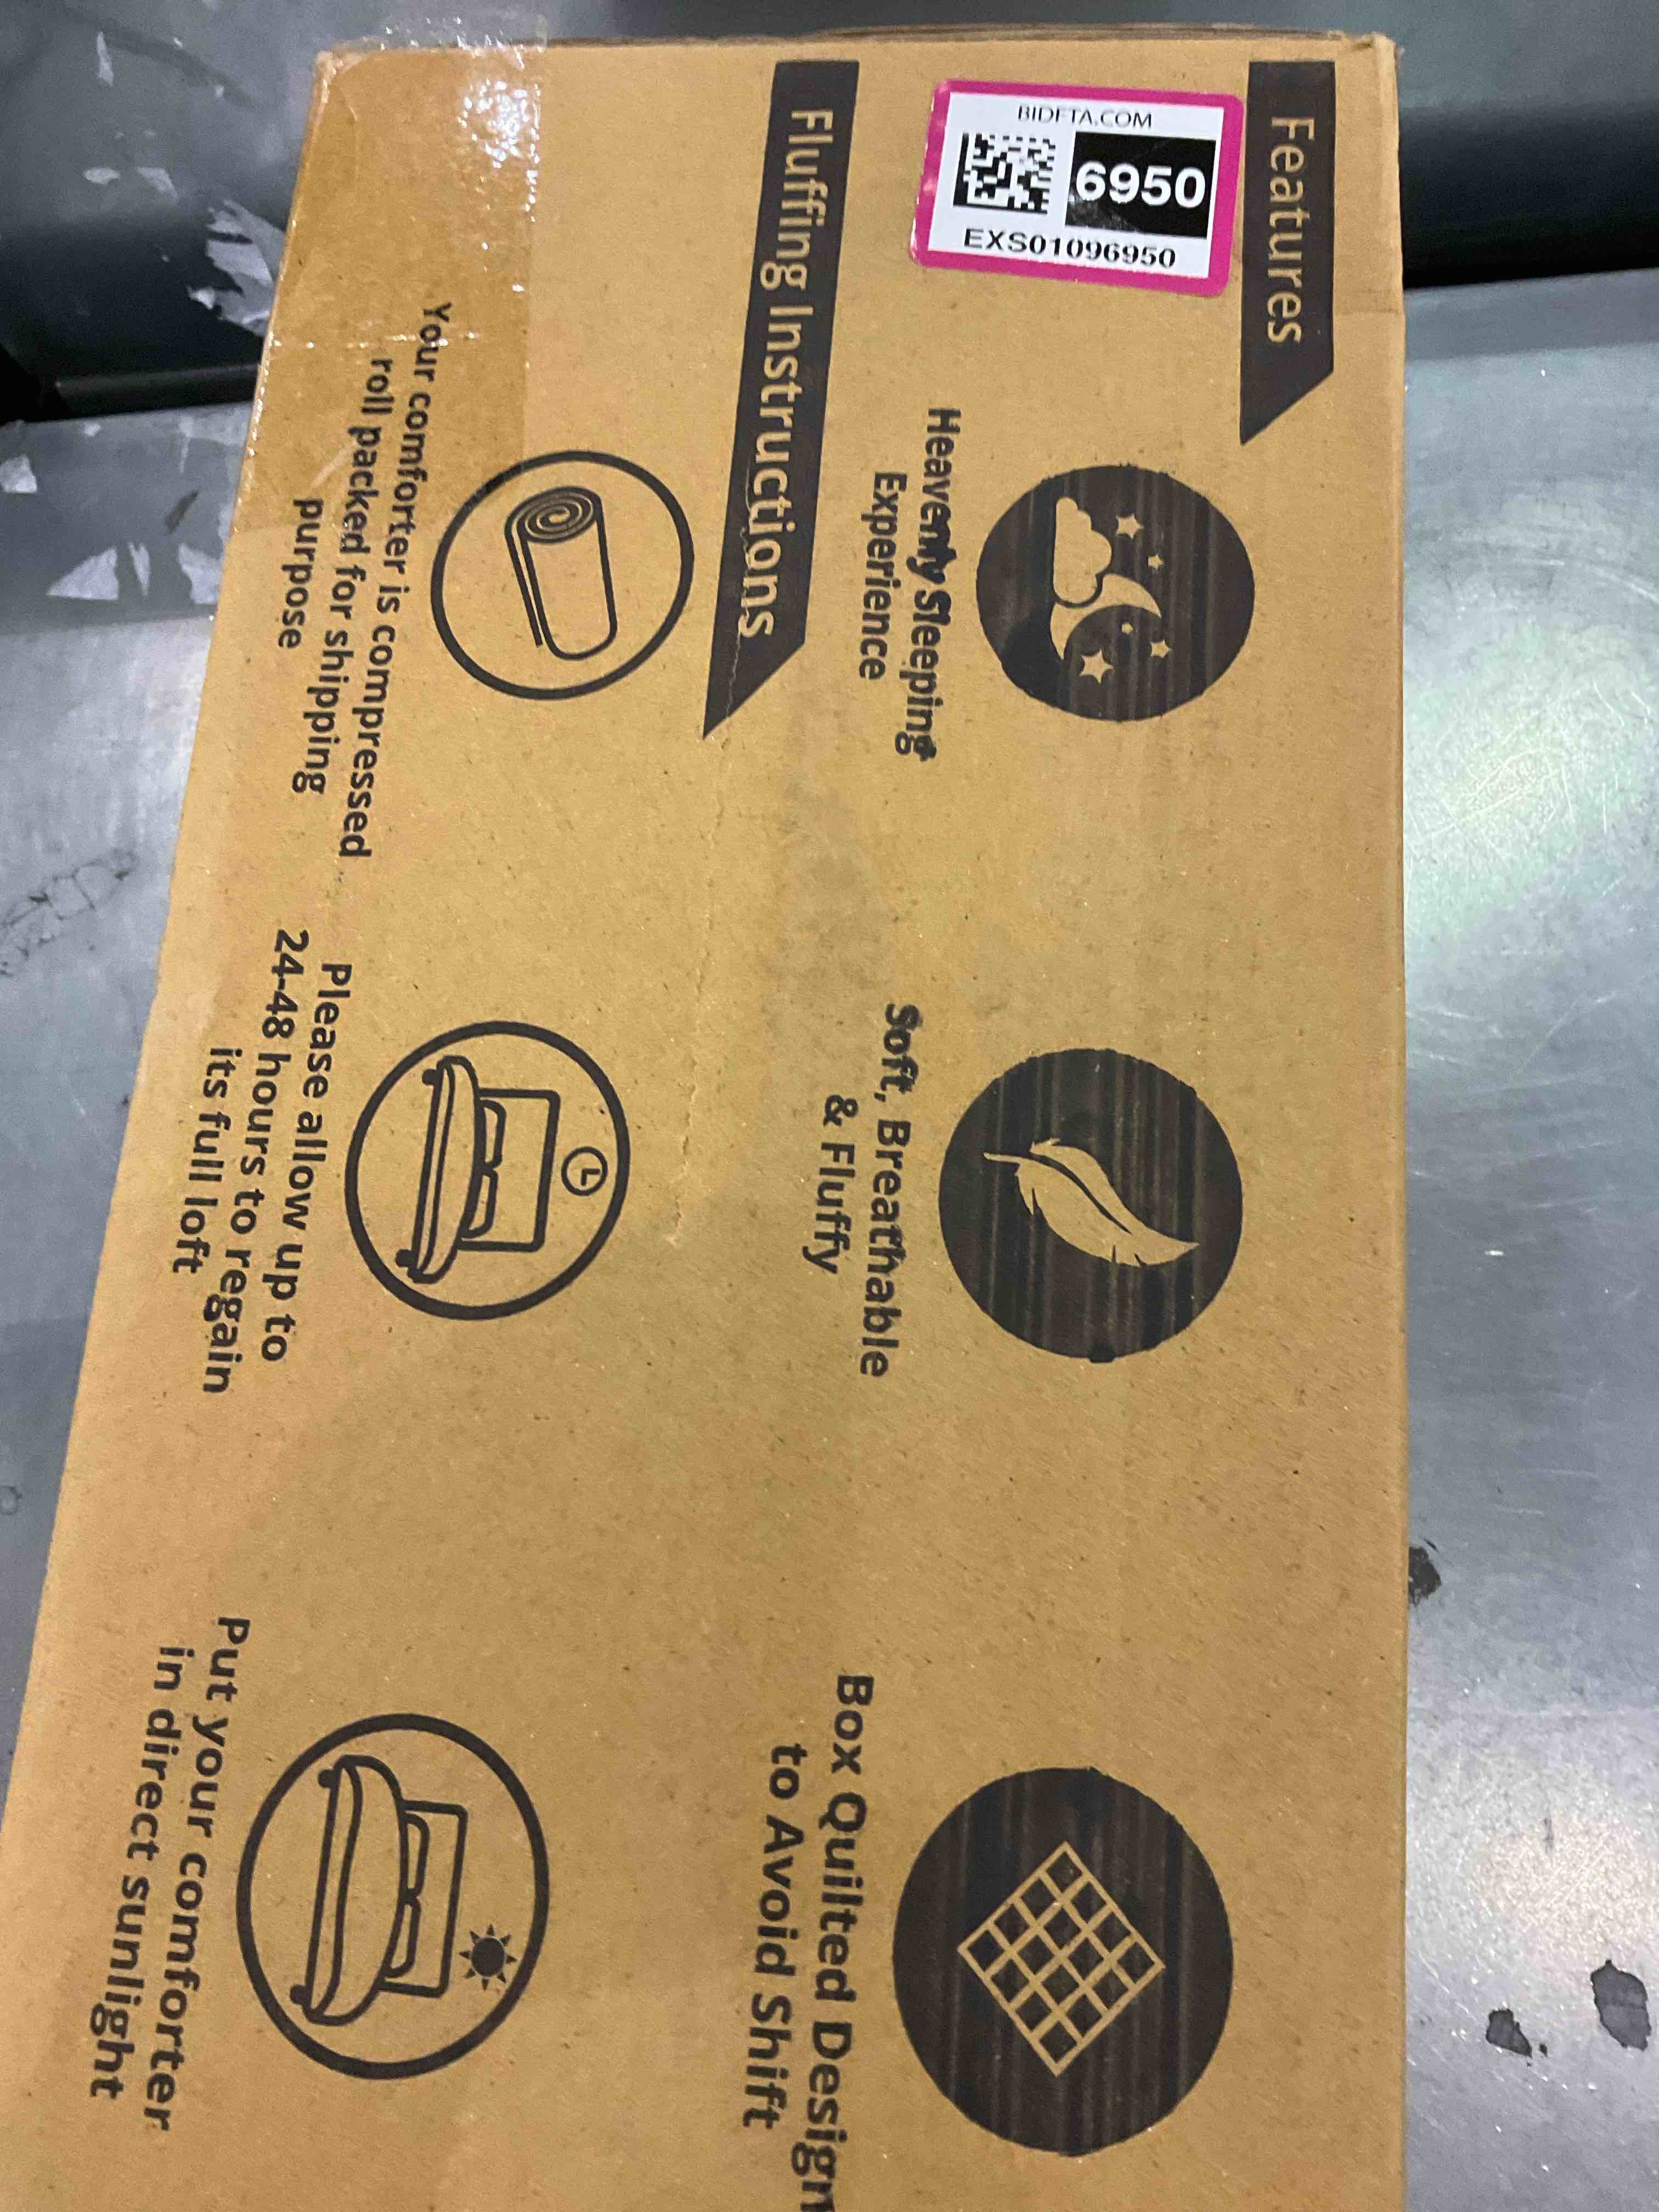 Features
BIDFTA.COM
6950
EXS01096950
Heavenly Sleeping
Experience
Soft, Breathable
& Fluffy
Box Quilted Design
to Avoid Shift
Fluffing Instructions
Your comforter is compressed
roll packed for shipping
purpose
Please allow up to
24-48 hours to regain
its full loft
Put your comforter
in direct sunlight